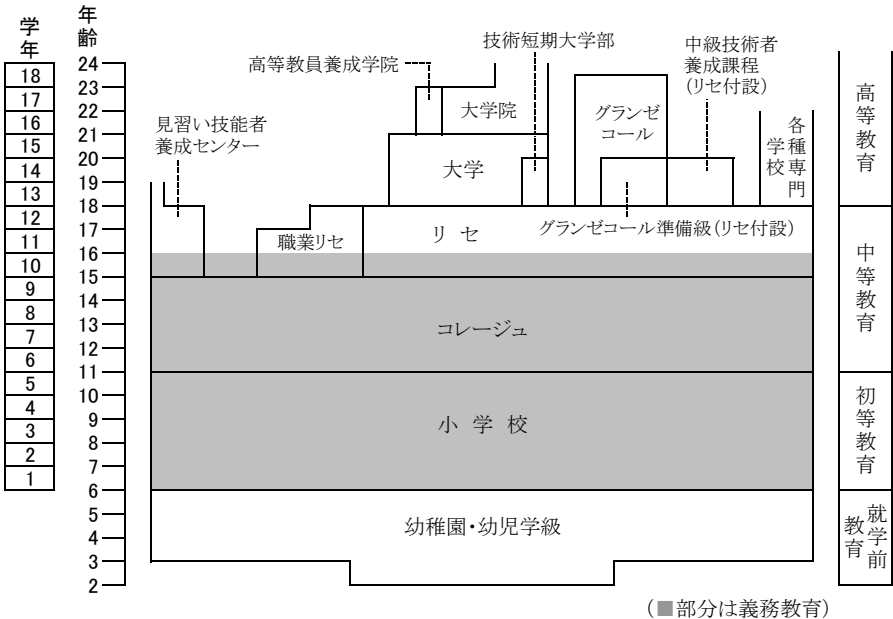 学年
年齢
18
17
16
15
14
13
12
11
10
9
8
7
6
5
4
3
2
1
24
23
22
21
20
19
18
17
16
15
14
13
12
11
10
9
8
7
6
5
4
3
2
高等教員養成学院
技術短期大学部
中級技術者
養成課程
(リセ付設)
見習い技能者
養成センター
大学院
グランゼ
コール
大学
各種専門
学校
職業リセ
リセ
グランゼコール準備級(リセ付設)
コレージュ
小学校
幼稚園・幼児学級
高等教育
中等教育
初等教育
就学前
教育
(■部分は義務教育)